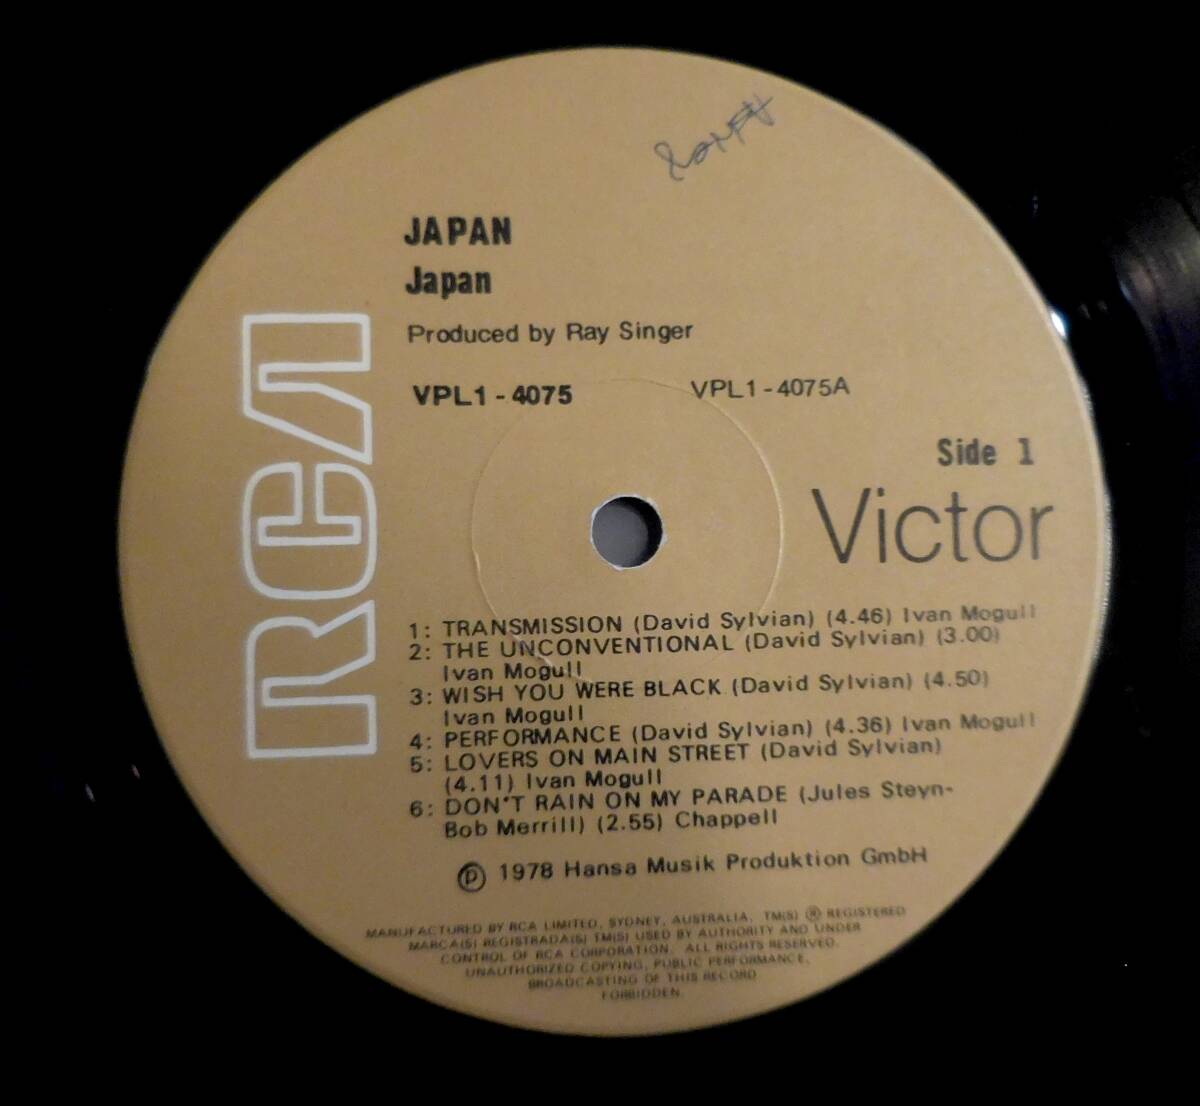 JAPAN
Japan
Produced by Ray Singer
VPL1-4075 VPL1-4075A
Side 1
RCA
Victor
1: TRANSMISSION (David Sylvian) (4.46) Ivan Mogull
2: THE UNCONVENTIONAL (David Sylvian) (3.00)
Ivan Mogull
3: WISH YOU WERE BLACK (David Sylvian) (4.50)
Ivan Mogull
4: PERFORMANCE (David Sylvian) (4.36) Ivan Mogull
5: LOVERS ON MAIN STREET (David Sylvian)
(4.11) Ivan Mogull
6: DON'T RAIN ON MY PARADE (Jules Steyn-
Bob Merrill) (2.55) Chappell
Ⓟ 1978 Hansa Musik Produktion GmbH
MANUFACTURED BY RCA LIMITED, SYDNEY, AUSTRALIA. TM(S) ® REGISTERED
MARCA(S) REGISTRADA(S) TM(S) USED BY AUTHORITY AND UNDER
CONTROL OF RCA CORPORATION. ALL RIGHTS RESERVED.
UNAUTHORIZED COPYING, PUBLIC PERFORMANCE,
BROADCASTING OF THIS RECORD
FORBIDDEN.